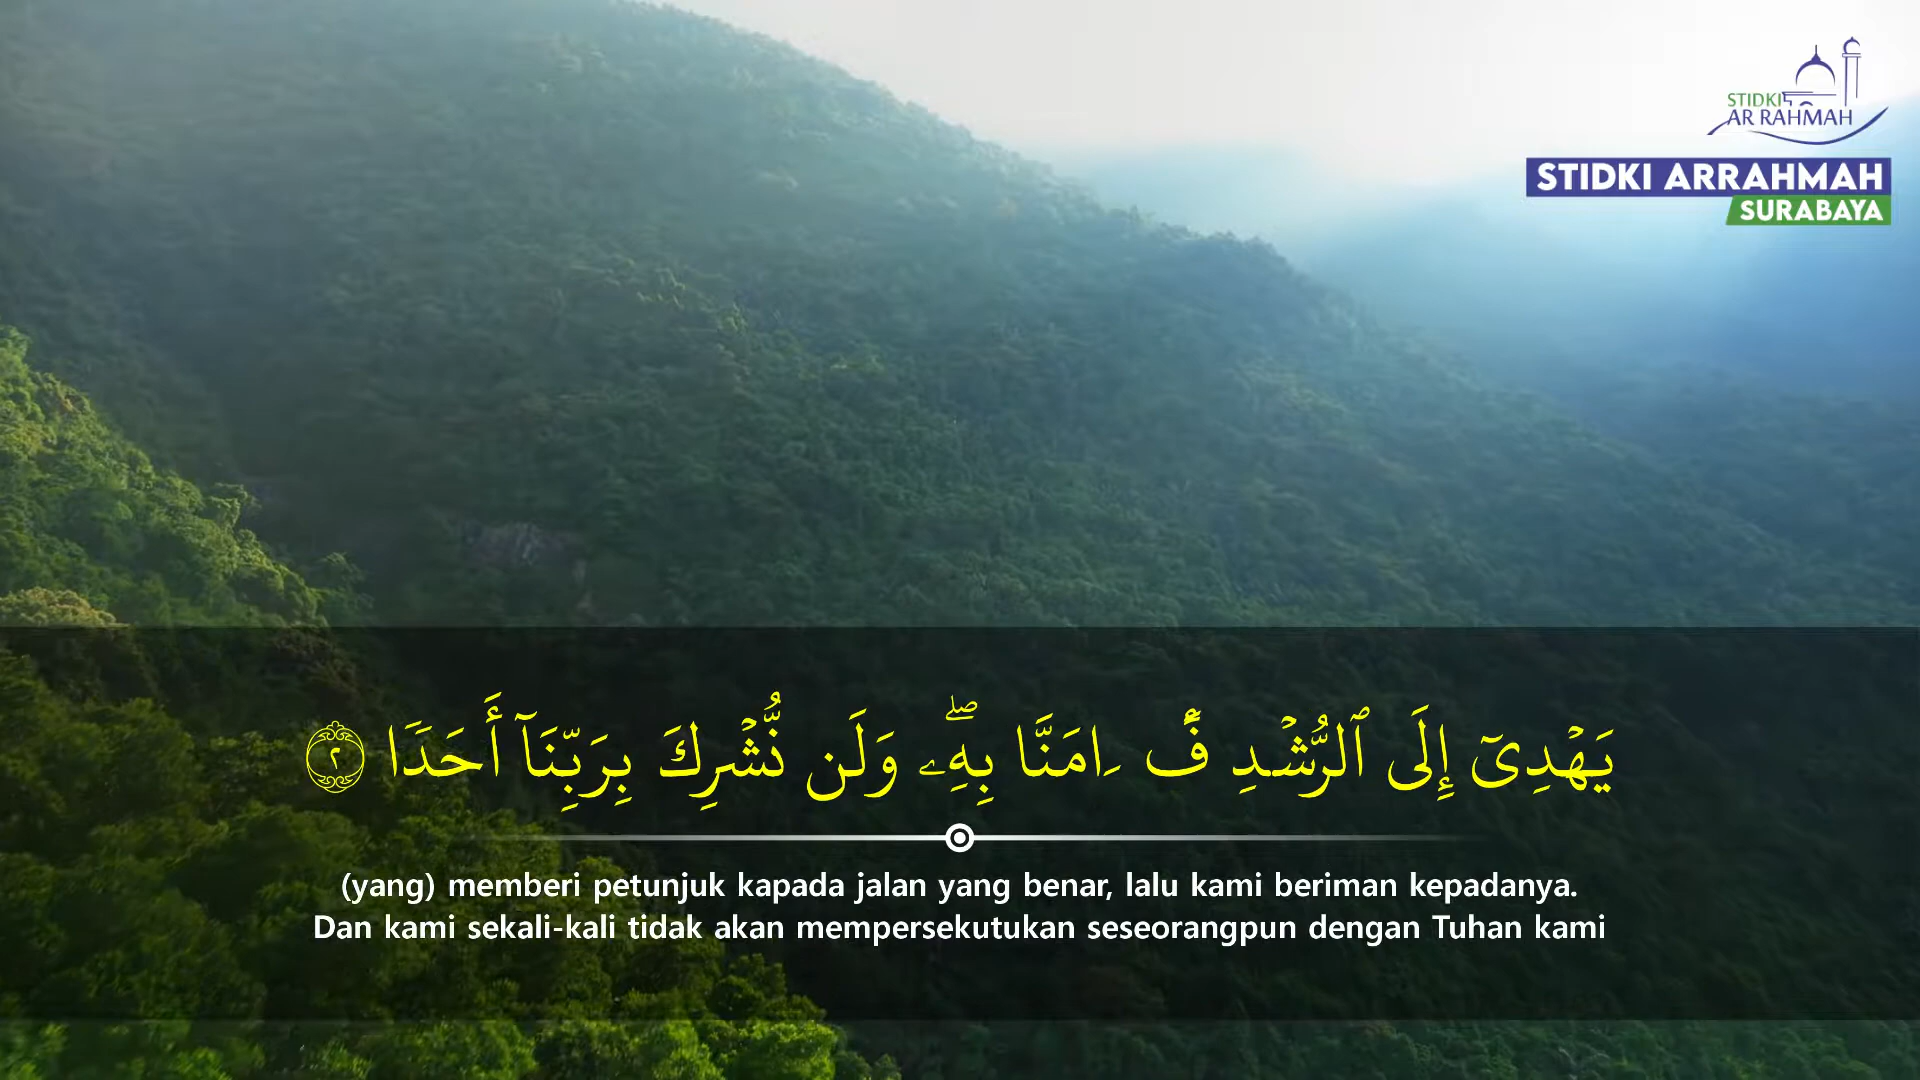 STIDKI
AR RAHMAH
STIDKI ARRAHMAH
SURABAYA
يَهۡدِيٓ إِلَى ٱلرُّشۡدِ فَـَٔامَنَّا بِهِۦۖ وَلَن نُّشۡرِكَ بِرَبِّنَآ أَحَدٗا ٢
(yang) memberi petunjuk kapada jalan yang benar, lalu kami beriman kepadanya.
Dan kami sekali-kali tidak akan mempersekutukan seseorangpun dengan Tuhan kami